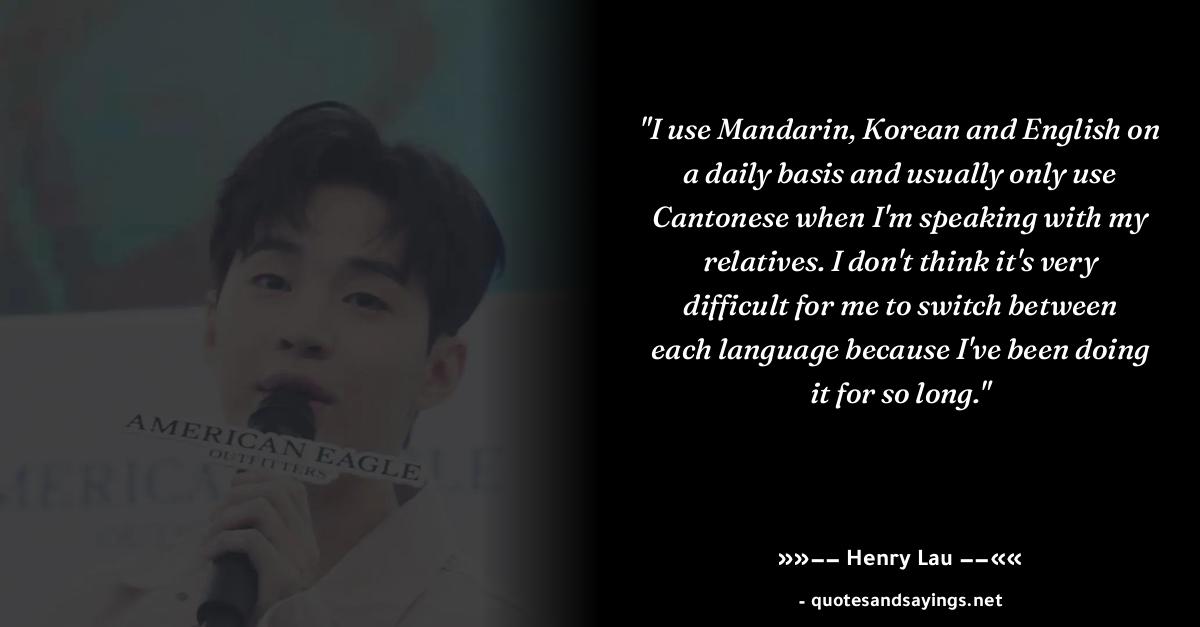 AMERICAN EAGLE
OUTFITTERS
"I use Mandarin, Korean and English on
a daily basis and usually only use
Cantonese when I'm speaking with my
relatives. I don't think it's very
difficult for me to switch between
each language because I've been doing
it for so long."
»»−− Henry Lau −−««
- quotesandsayings.net